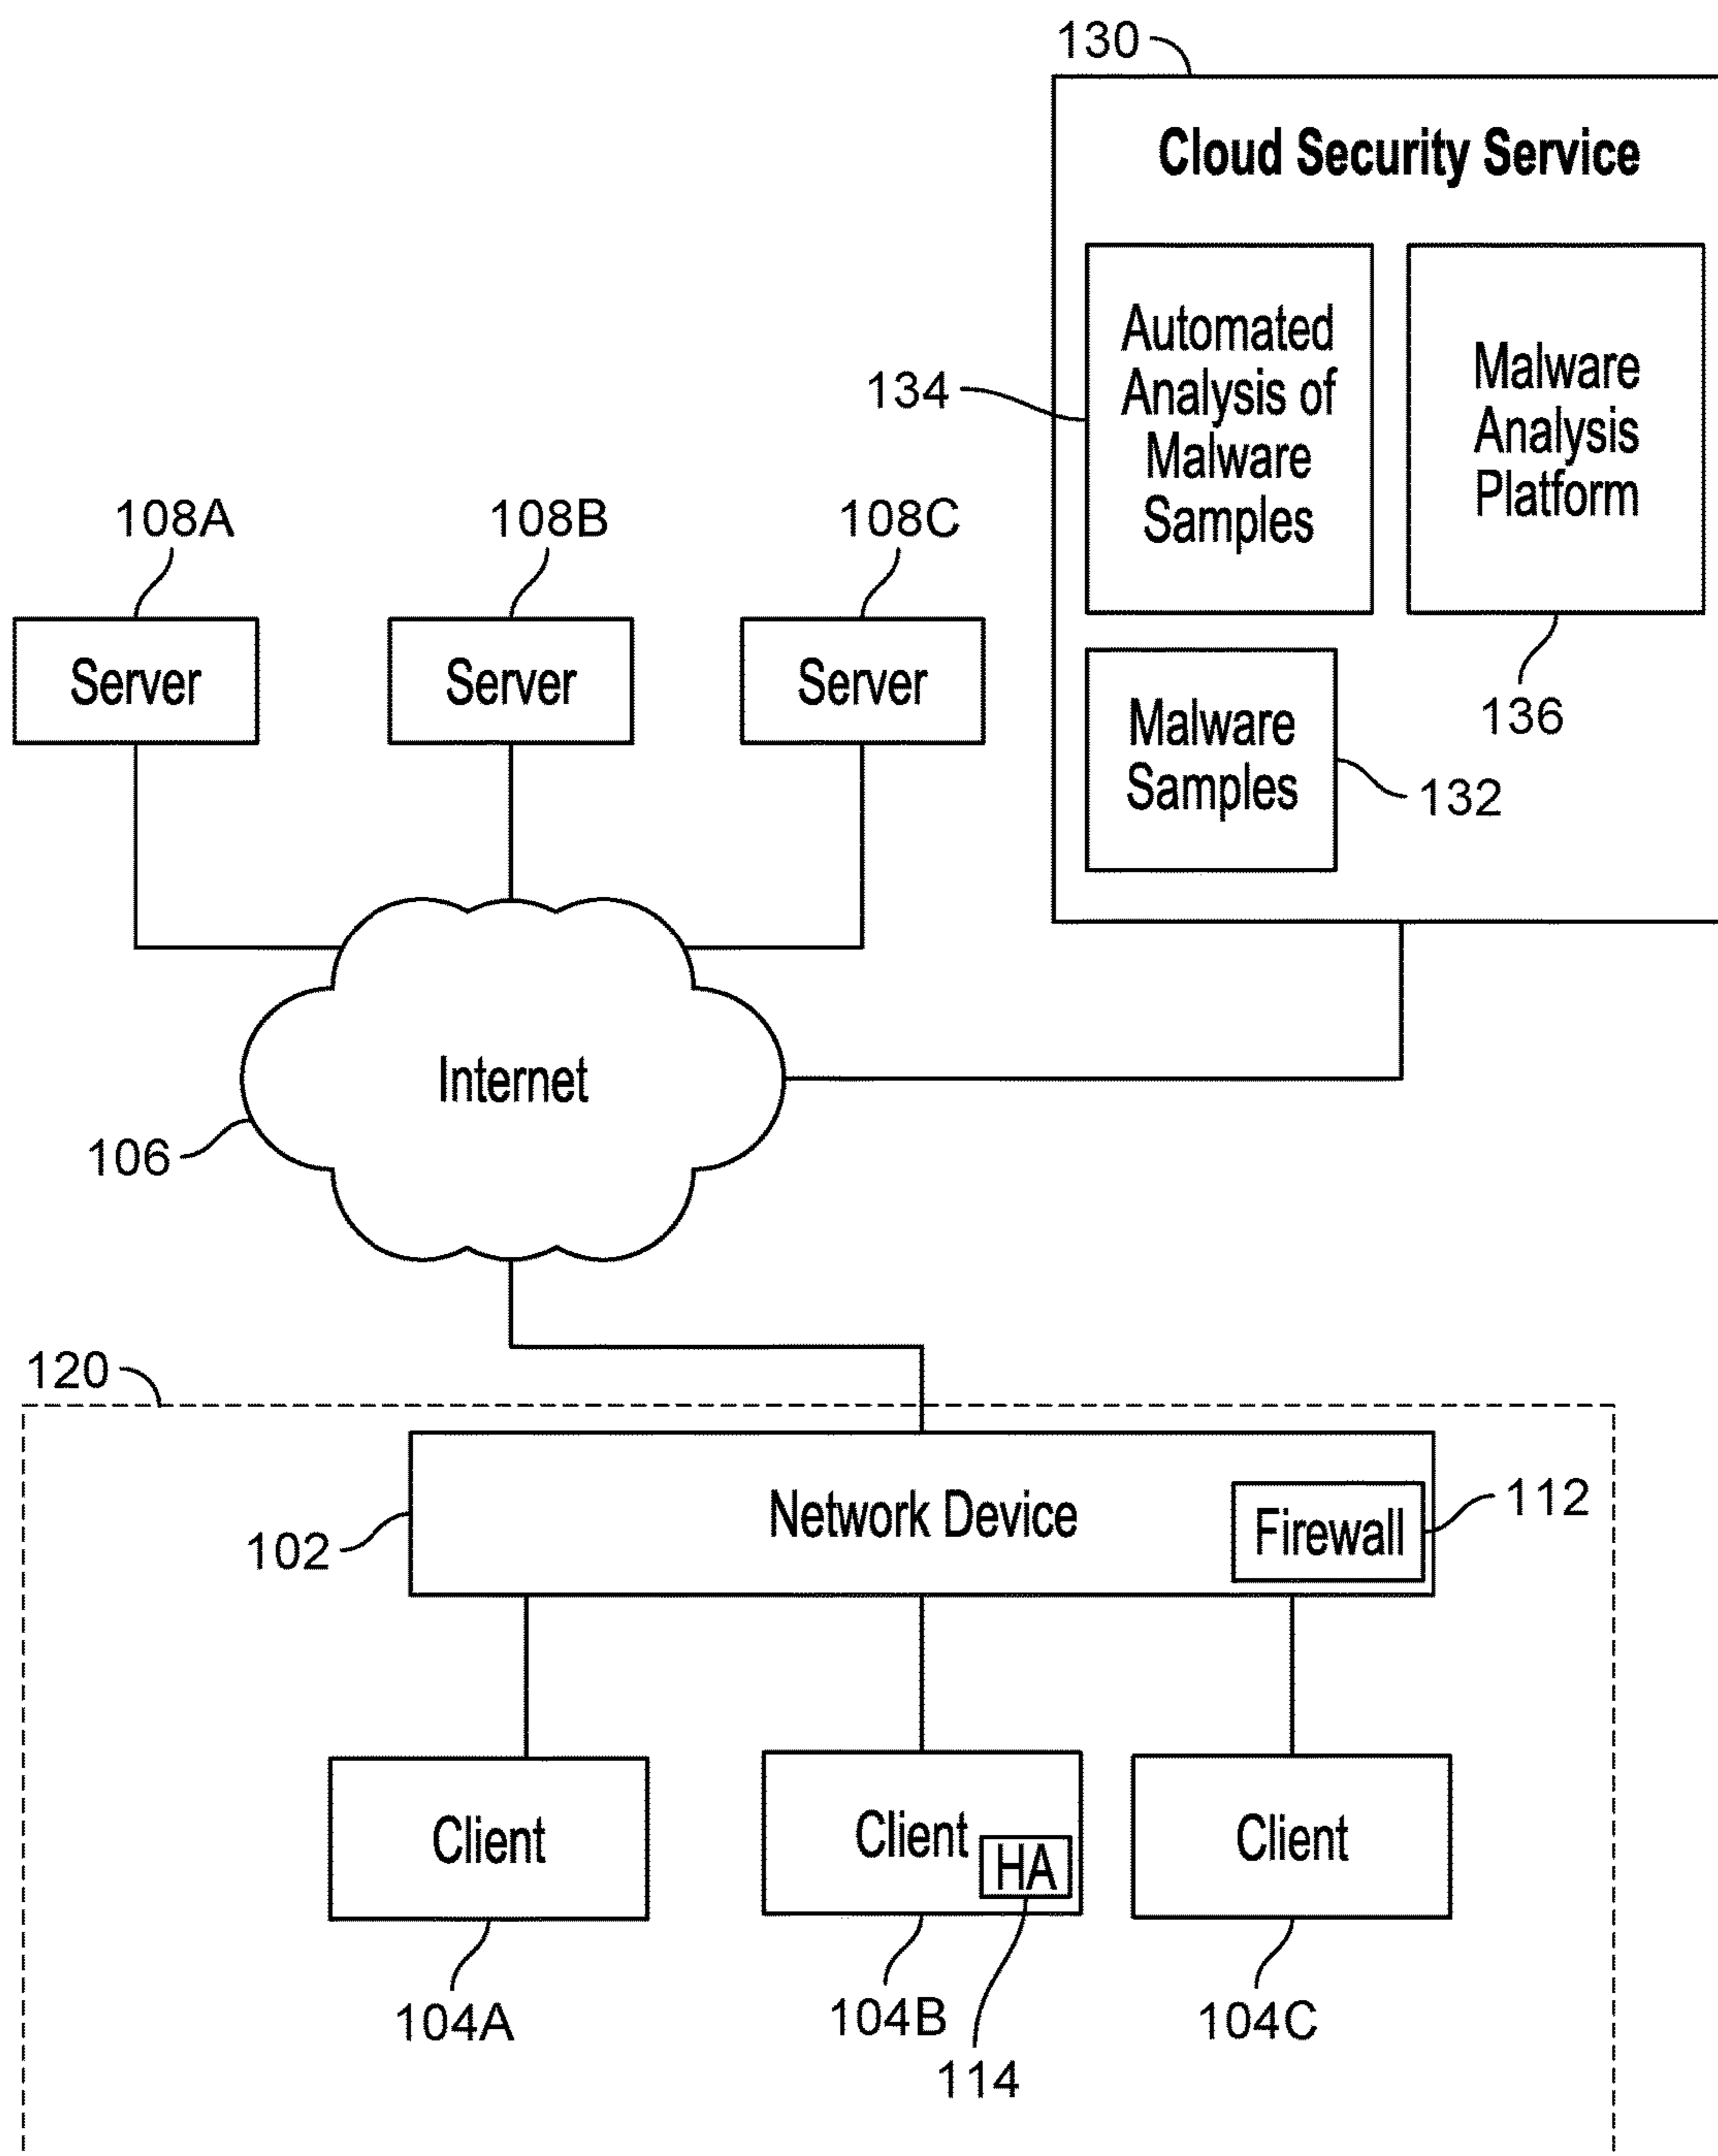 130
Cloud Security Service
134
Automated
Analysis of
Malware
Samples
Malware
Analysis
Platform
136
Malware
Samples
132
108A
108B
108C
Server
Server
Server
Internet
106
120
Network Device
Firewall
112
102
Client
Client
HA
Client
104A
104B
104C
114